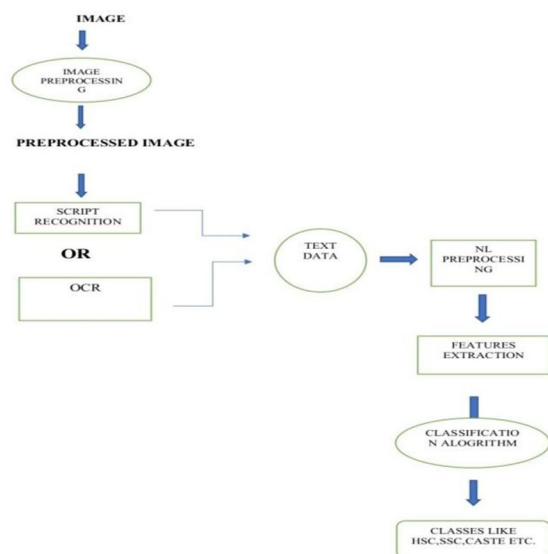 IMAGE
IMAGE
PREPROCESSIN
G
PREPROCESSED IMAGE
SCRIPT
RECOGNITION
OR
OCR
TEXT
DATA
NL
PREPROCESSI
NG
FEATURES
EXTRACTION
CLASSIFICATIO
N ALOGRITHM
CLASSES LIKE
HSC,SSC,CASTE ETC.